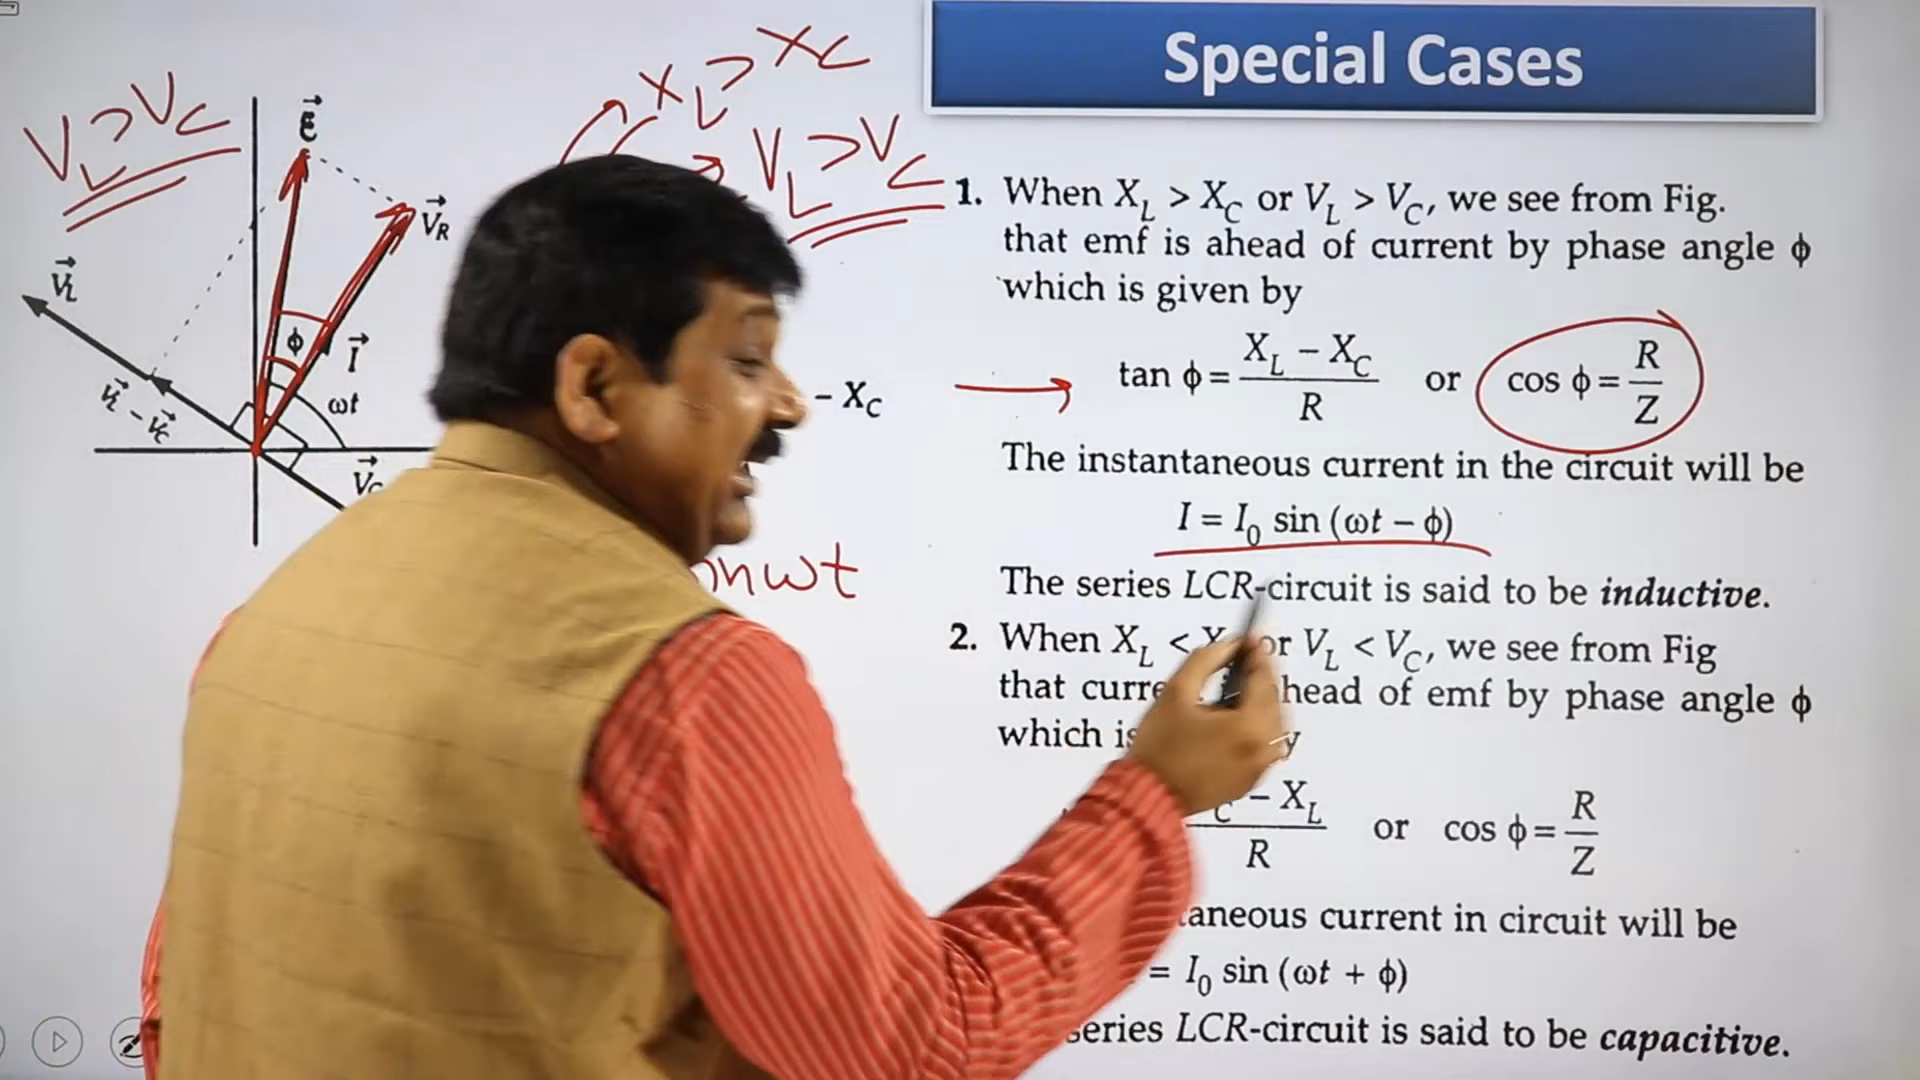 Special Cases
X_L > X_C
V_L > V_C
V_L > V_C
E
V_R
V_L
ϕ
I
ωt
V_L - V_C
V_C
- X_C
nwt
1. When X_L > X_C or V_L > V_C, we see from Fig.
that emf is ahead of current by phase angle ϕ
which is given by
tan ϕ = X_L - X_C / R or cos ϕ = R / Z
The instantaneous current in the circuit will be
I = I_0 sin (ωt - ϕ)
The series LCR-circuit is said to be inductive.
2. When X_L < X or V_L < V_C, we see from Fig
that curre head of emf by phase angle ϕ
which is y
C - X_L / R or cos ϕ = R / Z
taneous current in circuit will be
= I_0 sin (ωt + ϕ)
series LCR-circuit is said to be capacitive.